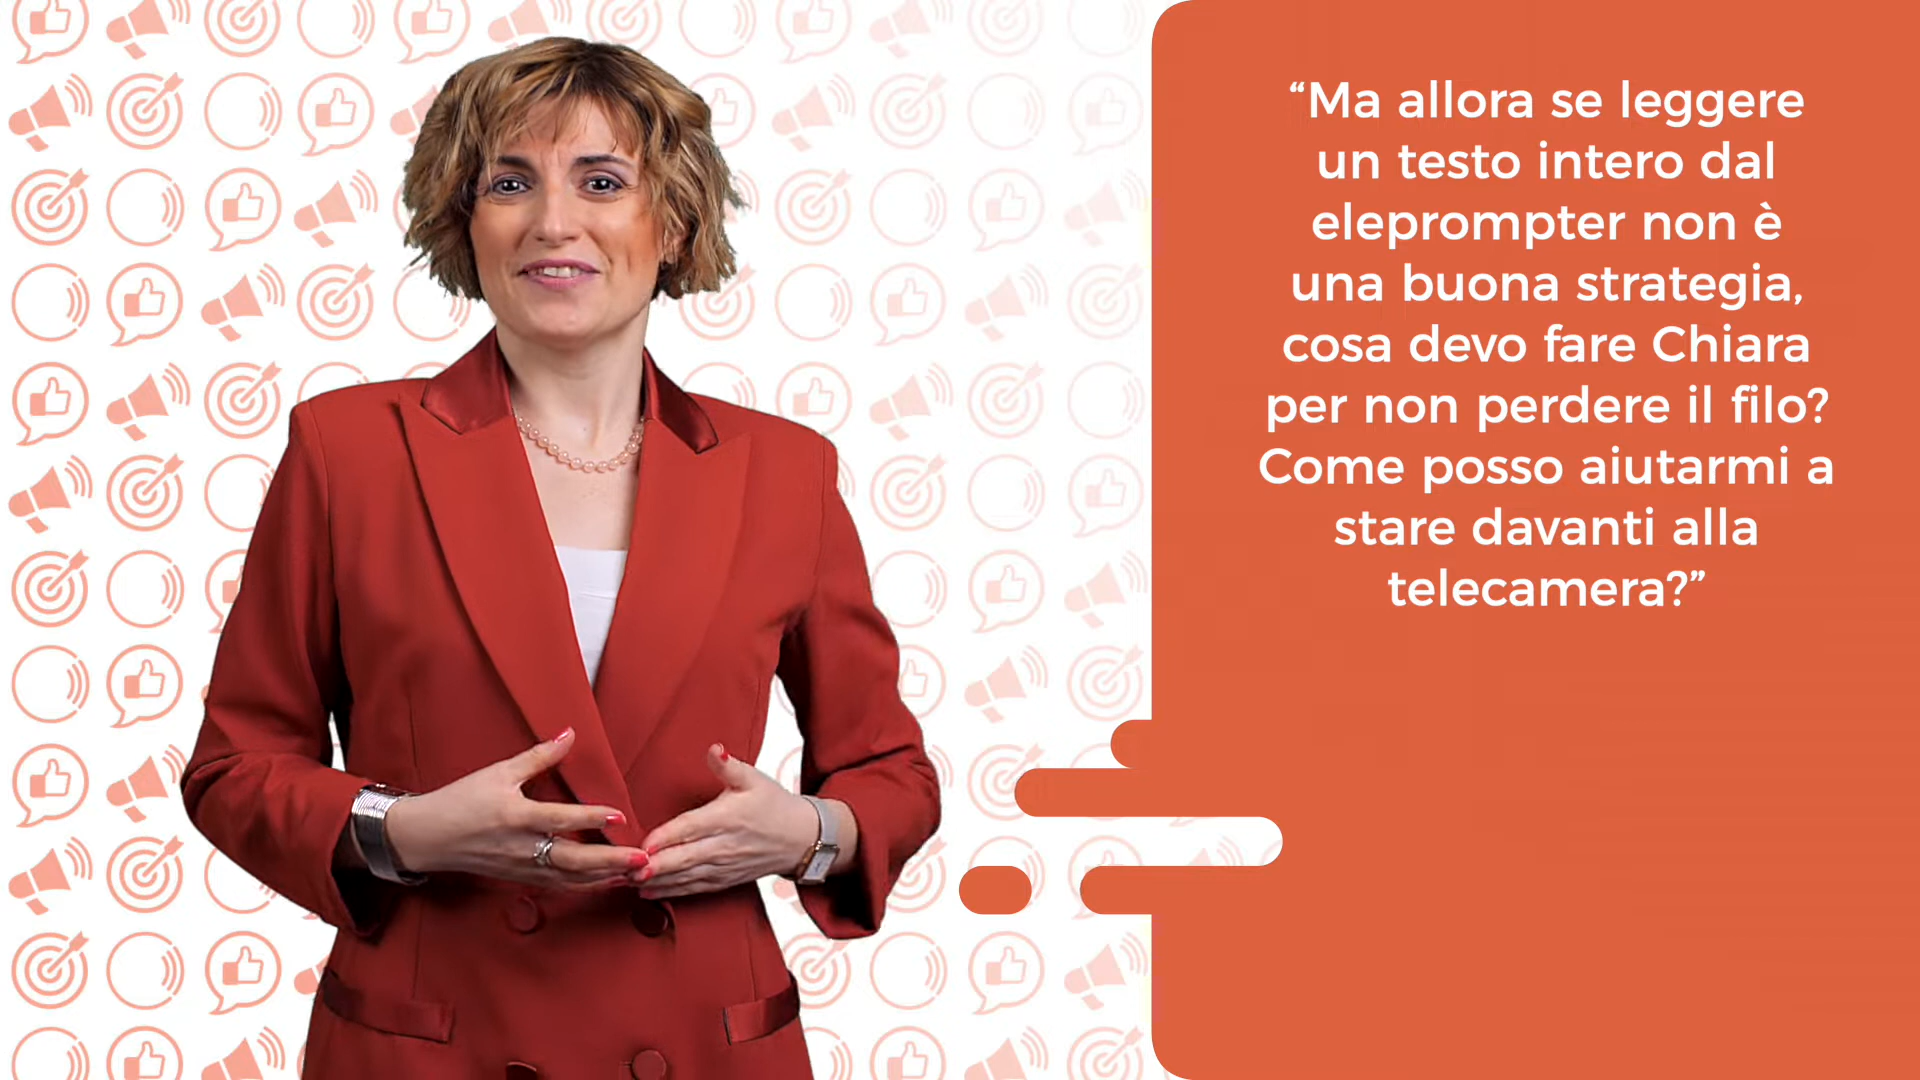 “Ma allora se leggere
un testo intero dal
eleprompter non è
una buona strategia,
cosa devo fare Chiara
per non perdere il filo?
Come posso aiutarmi a
stare davanti alla
telecamera?”